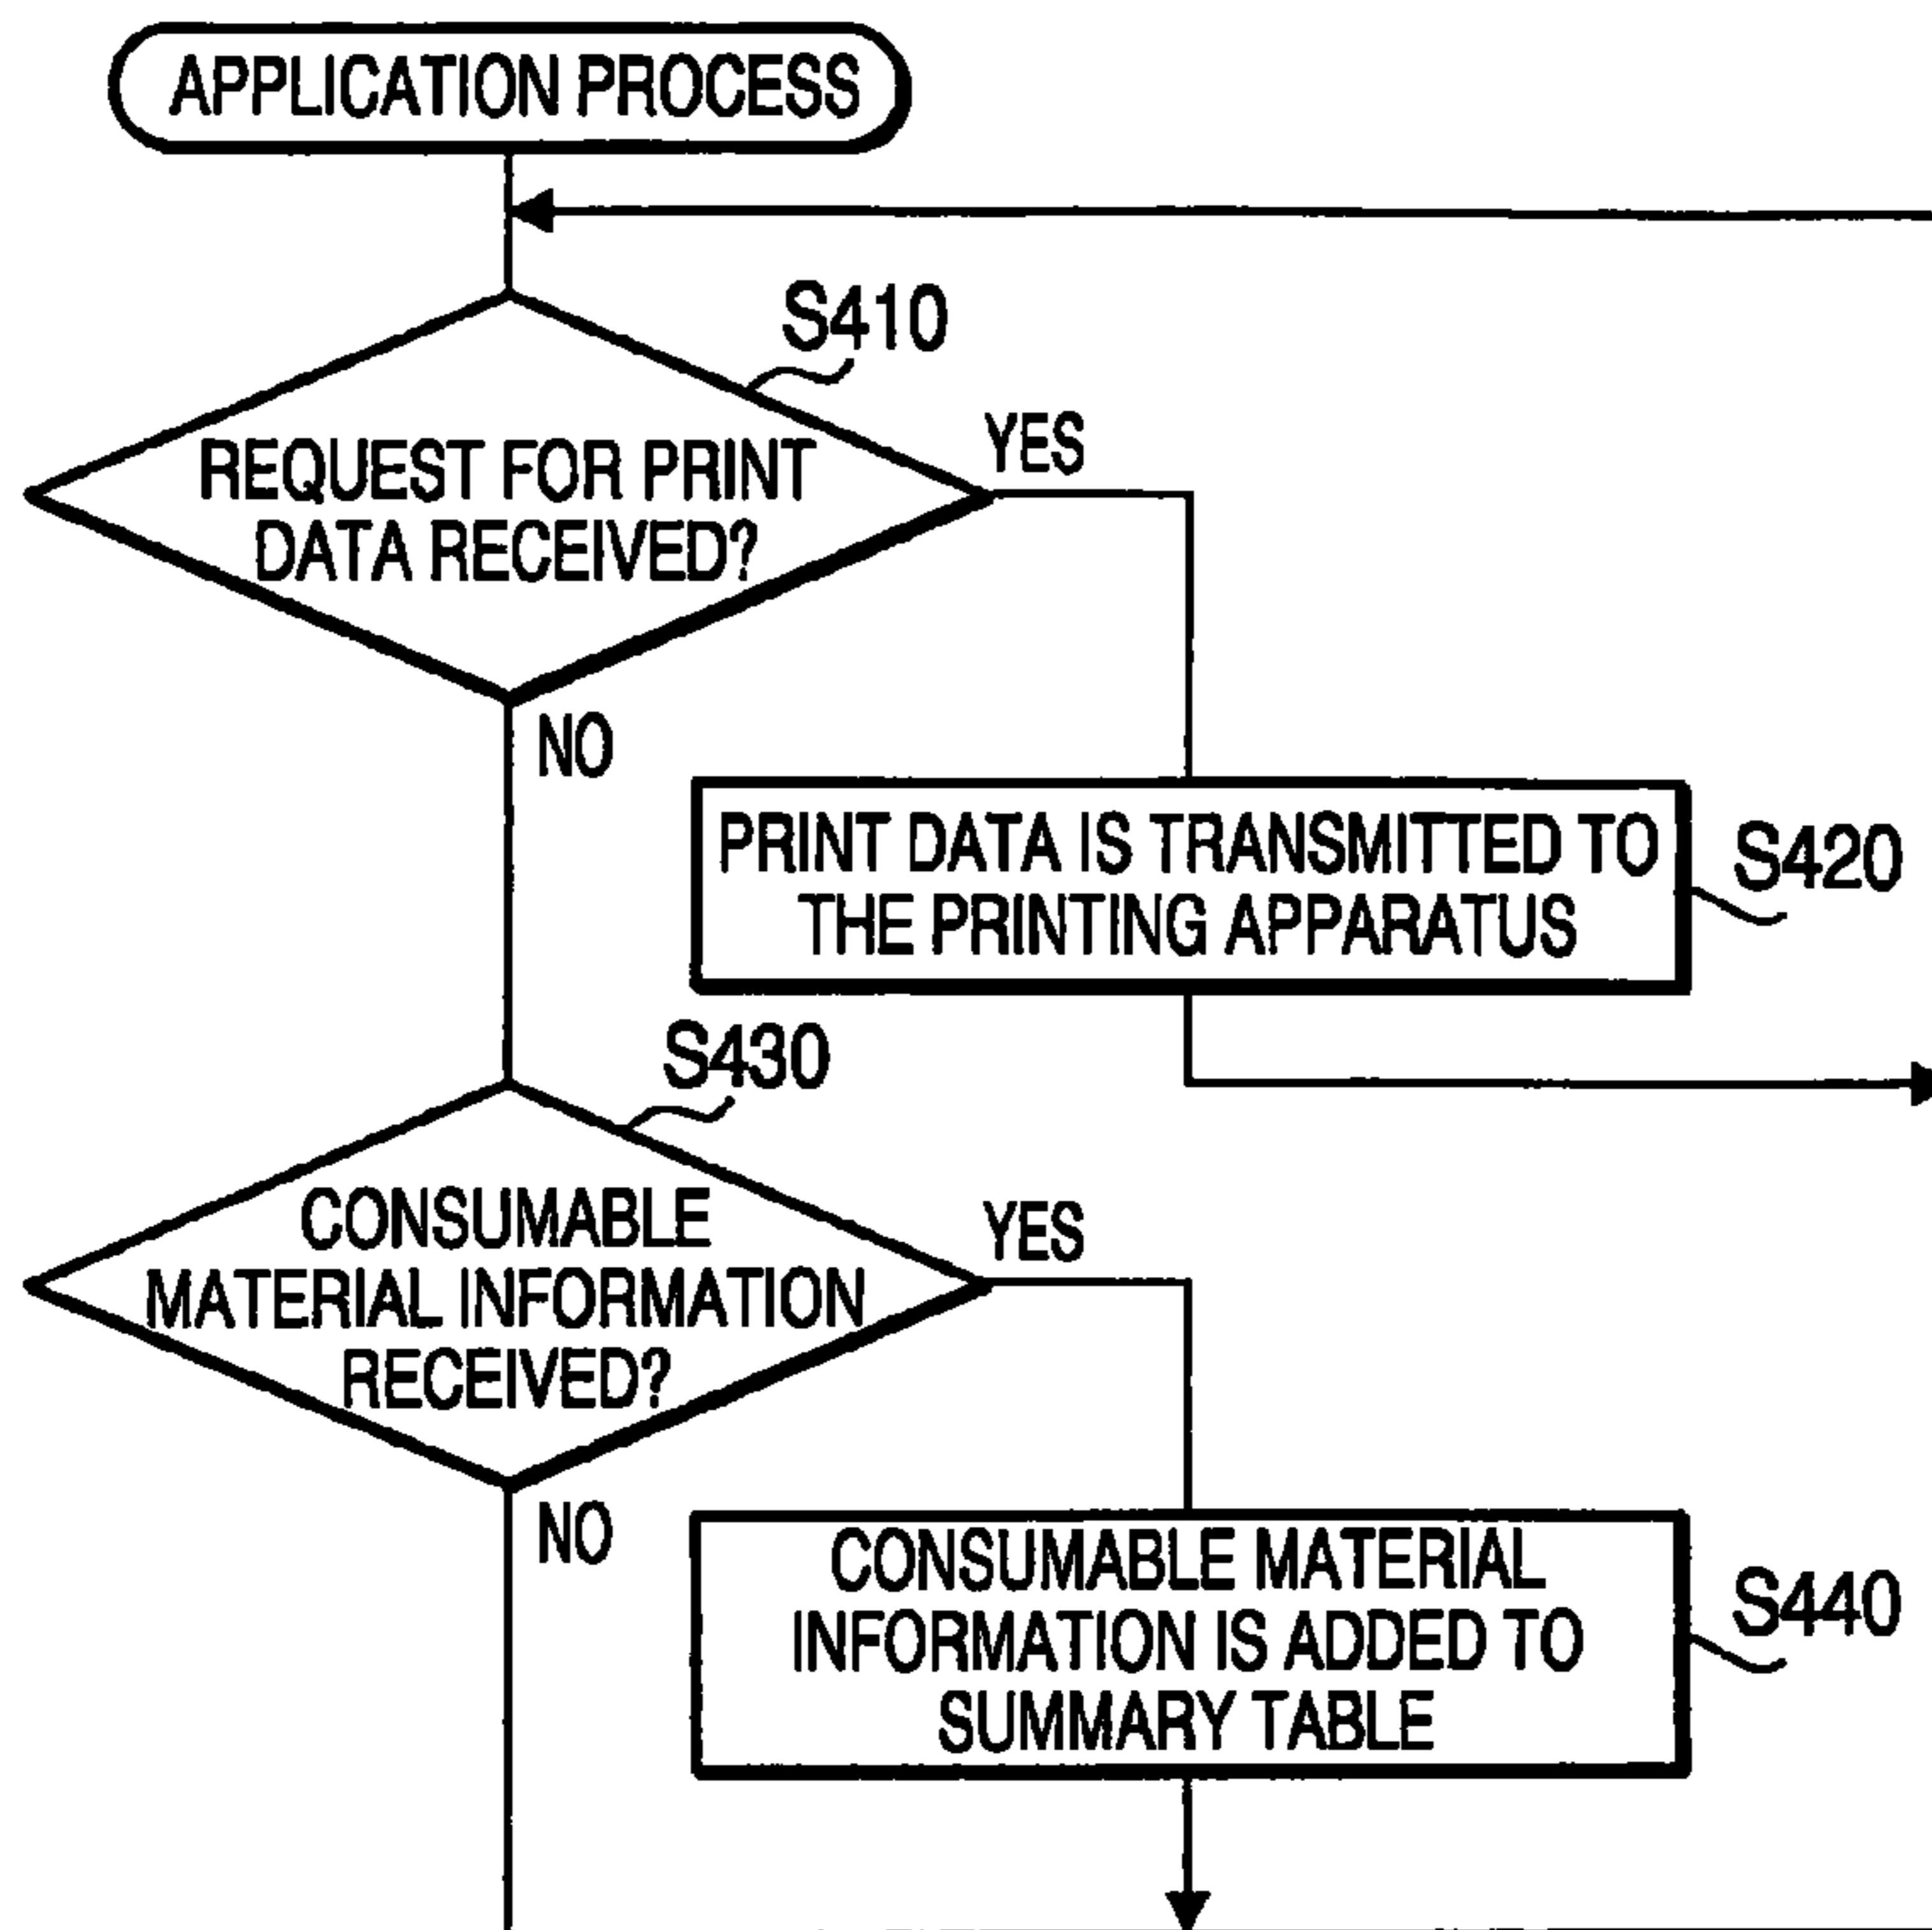 APPLICATION PROCESS
S410
REQUEST FOR PRINT
DATA RECEIVED?
YES
NO
PRINT DATA IS TRANSMITTED TO
THE PRINTING APPARATUS
S420
S430
CONSUMABLE
MATERIAL INFORMATION
RECEIVED?
YES
NO
CONSUMABLE MATERIAL
INFORMATION IS ADDED TO
SUMMARY TABLE
S440